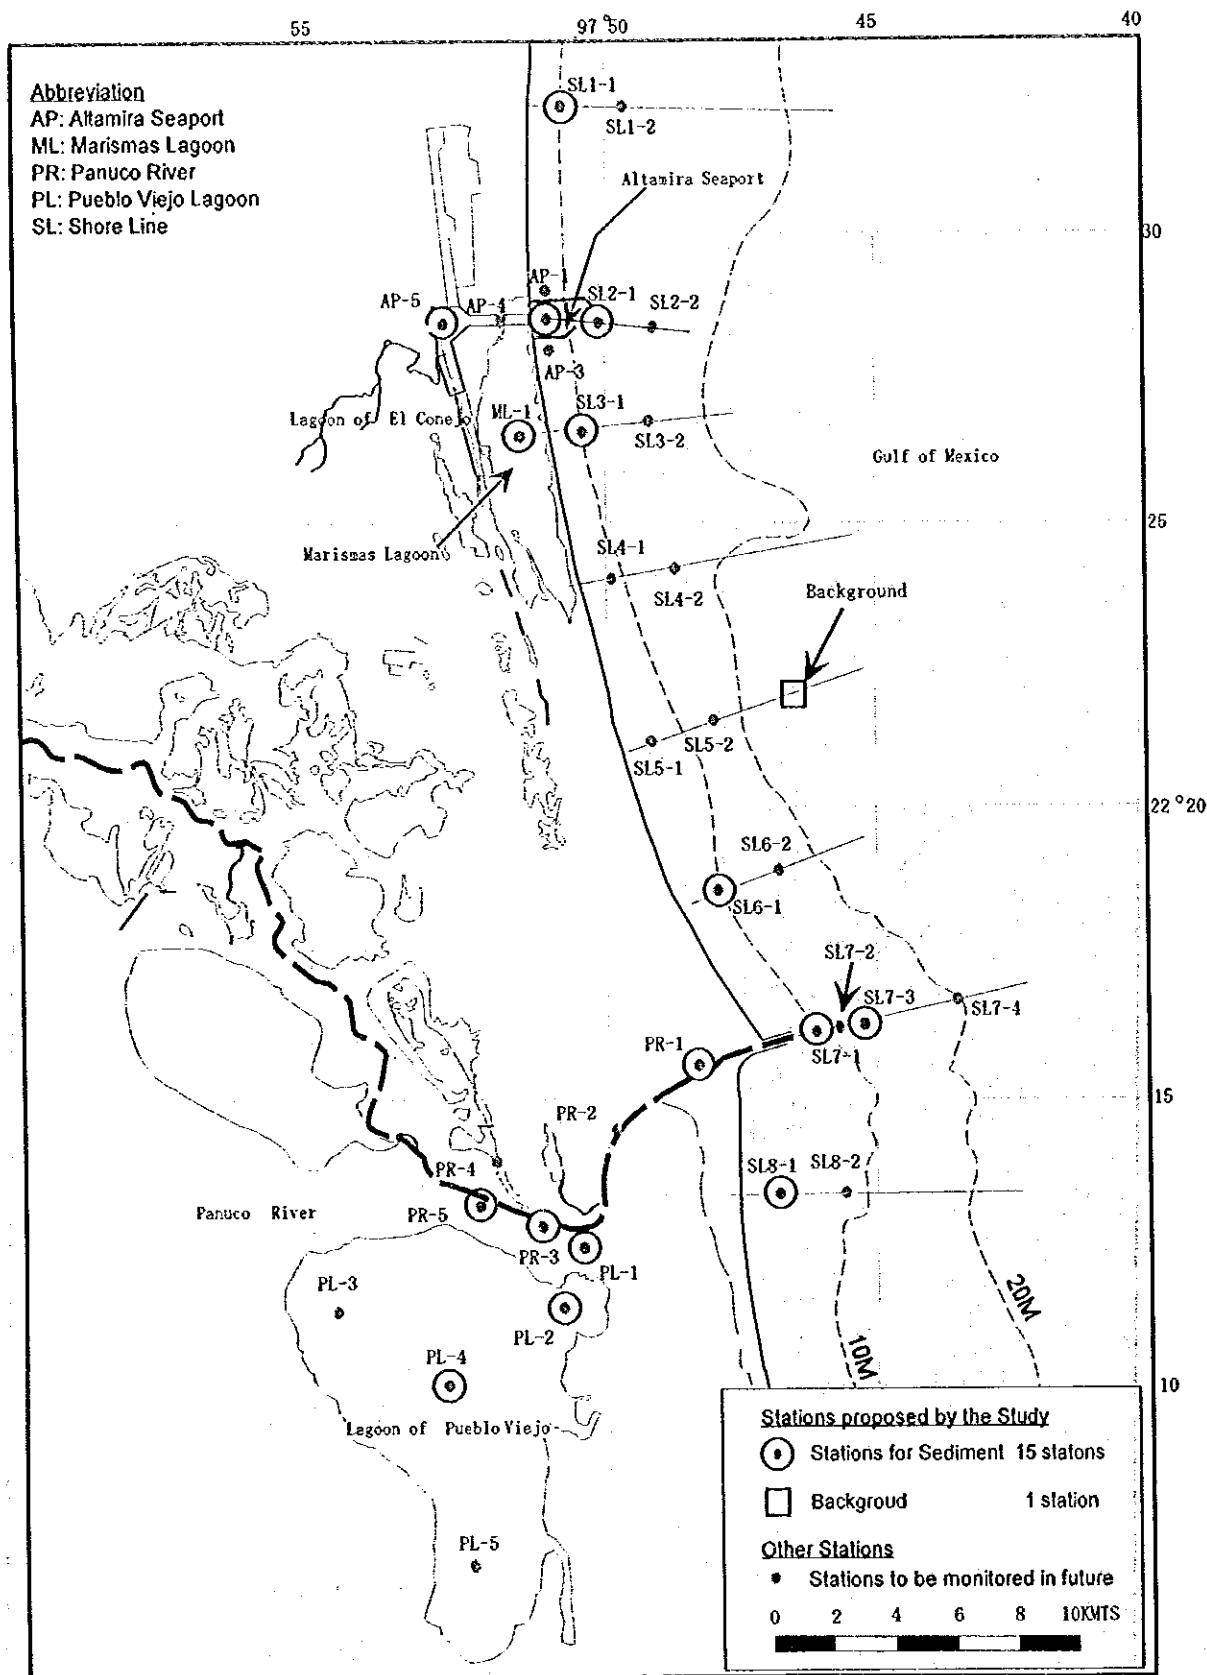 55
97°50
45
40
Abbreviation
AP: Altamira Seaport
ML: Marismas Lagoon
PR: Panuco River
PL: Pueblo Viejo Lagoon
SL: Shore Line
SL1-1
SL1-2
Altamira Seaport
30
AP-1
AP-5
AP-4
SL2-1
SL2-2
AP-3
Lagoon of El Conejo
ML-1
SL3-1
SL3-2
Gulf of Mexico
25
Marismas Lagoon
SL4-1
SL4-2
Background
SL5-2
SL5-1
22°20
SL6-2
SL6-1
SL7-2
SL7-3
SL7-4
PR-1
SL7-1
15
PR-2
PR-4
SL8-1
SL8-2
Panuco River
PR-5
PR-3
PL-1
PL-3
PL-2
20M
10M
PL-4
10
Lagoon of Pueblo Viejo
PL-5
Stations proposed by the Study
Stations for Sediment 15 statons
Backgroud 1 station
Other Stations
Stations to be monitored in future
0 2 4 6 8 10KMTS